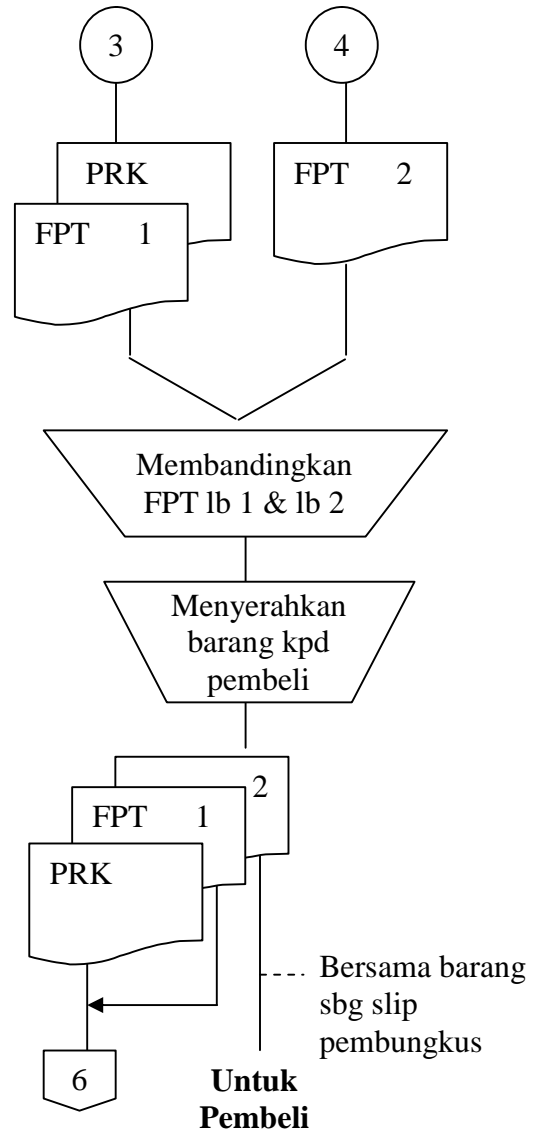 3
4
PRK
FPT 1
FPT 2
Membandingkan
FPT lb 1 & lb 2
Menyerahkan
barang kpd
pembeli
2
FPT 1
PRK
Bersama barang
sbg slip
pembungkus
6
Untuk
Pembeli